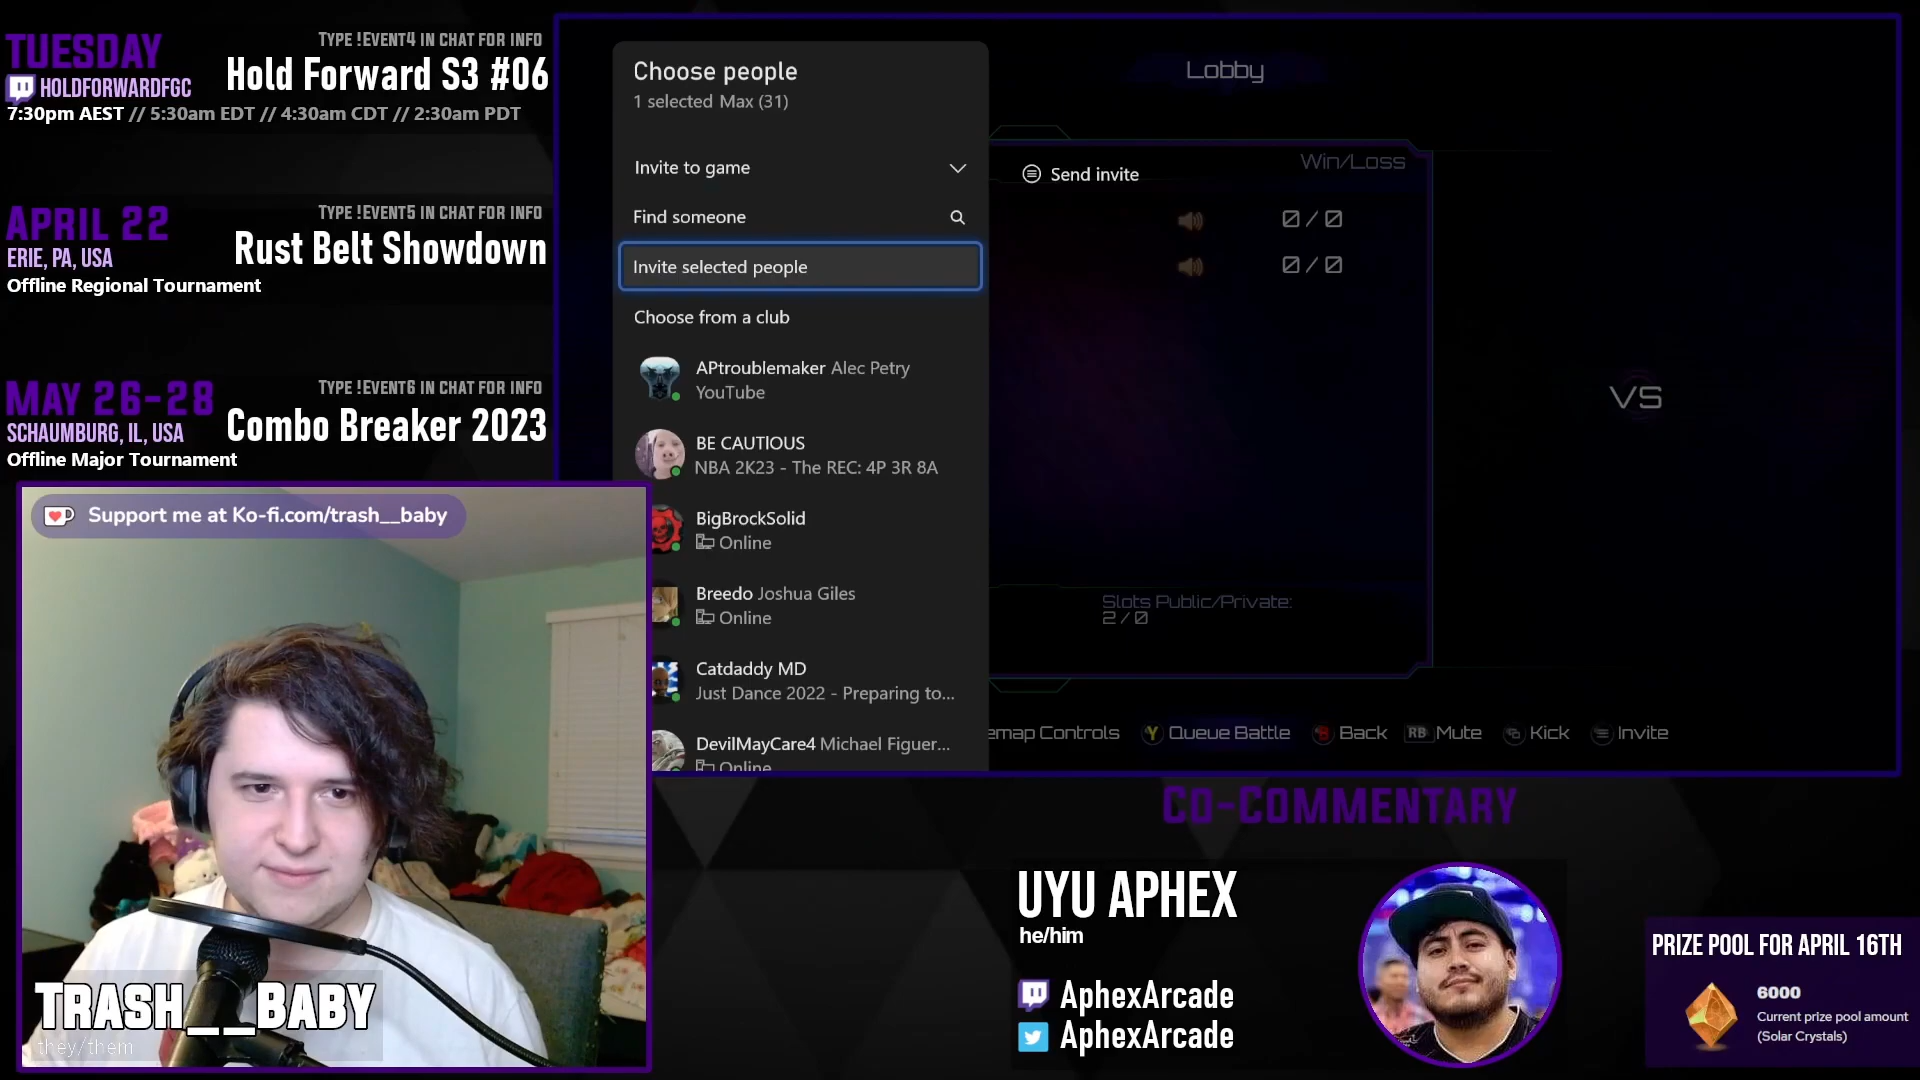 TUESDAY
HOLDFORWARDFGC
TYPE !EVENT4 IN CHAT FOR INFO
Hold Forward S3 #06
7:30pm AEST // 5:30am EDT // 4:30am CDT // 2:30am PDT
APRIL 22
ERIE, PA, USA
TYPE !EVENT5 IN CHAT FOR INFO
Rust Belt Showdown
Offline Regional Tournament
MAY 26-28
SCHAUMBURG, IL, USA
TYPE !EVENT6 IN CHAT FOR INFO
Combo Breaker 2023
Offline Major Tournament
Support me at Ko-fi.com/trash__baby
TRASH__BABY
they/them
Choose people
1 selected Max (31)
Invite to game
Find someone
Invite selected people
Choose from a club
APtroublemaker Alec Petry
YouTube
BE CAUTIOUS
NBA 2K23 - The REC: 4P 3R 8A
BigBrockSolid
Online
Breedo Joshua Giles
Online
Catdaddy MD
Just Dance 2022 - Preparing to...
DevilMayCare4 Michael Figuer...
Online
Lobby
Send invite
Win/Loss
0/0
0/0
VS
Slots Public/Private:
2/0
emap Controls
Y Queue Battle
B Back
RB Mute
Kick
Invite
CO-COMMENTARY
UYU APHEX
he/him
AphexArcade
AphexArcade
PRIZE POOL FOR APRIL 16TH
6000
Current prize pool amount
(Solar Crystals)